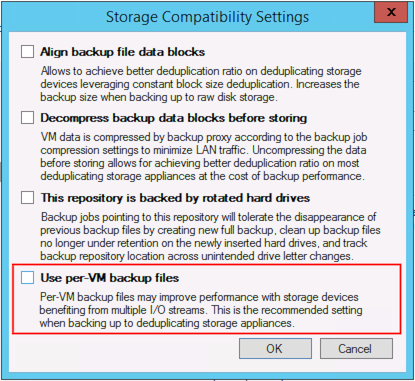 Storage Compatibility Settings
x
Align backup file data blocks
Allows to achieve better deduplication ratio on deduplicating storage
devices leveraging constant block size deduplication. Increases the
backup size when backing up to raw disk storage.
Decompress backup data blocks before storing
VM data is compressed by backup proxy according to the backup job
compression settings to minimize LAN traffic. Uncompressing the data
before storing allows for achieving better deduplication ratio on most
deduplicating storage appliances at the cost of backup performance.
This repository is backed by rotated hard drives
Backup jobs pointing to this repository will tolerate the disappearance of
previous backup files by creating new full backup, clean up backup files
no longer under retention on the newly inserted hard drives, and track
backup repository location across unintended drive letter changes.
Use per-VM backup files
Per-VM backup files may improve performance with storage devices
benefiting from multiple I/O streams. This is the recommended setting
when backing up to deduplicating storage appliances.
OK
Cancel